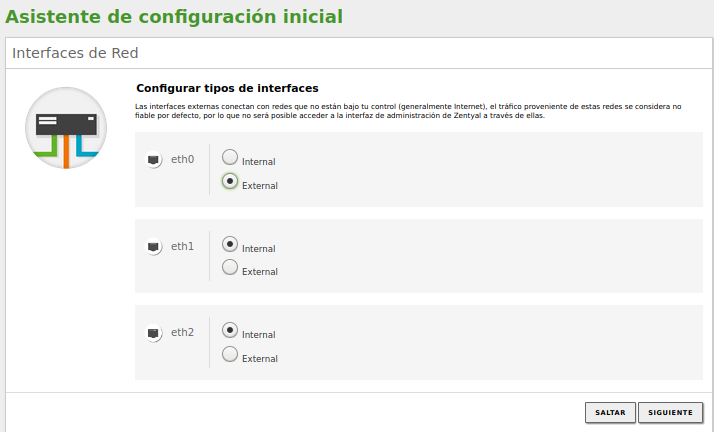 Asistente de configuración inicial
Interfaces de Red
Configurar tipos de interfaces
Las interfaces externas conectan con redes que no están bajo tu control (generalmente Internet), el tráfico proveniente de estas redes se considera no
fiable por defecto, por lo que no será posible acceder a la interfaz de administración de Zentyal a través de ellas.
eth0
Internal
External
eth1
Internal
External
eth2
Internal
External
SALTAR SIGUIENTE